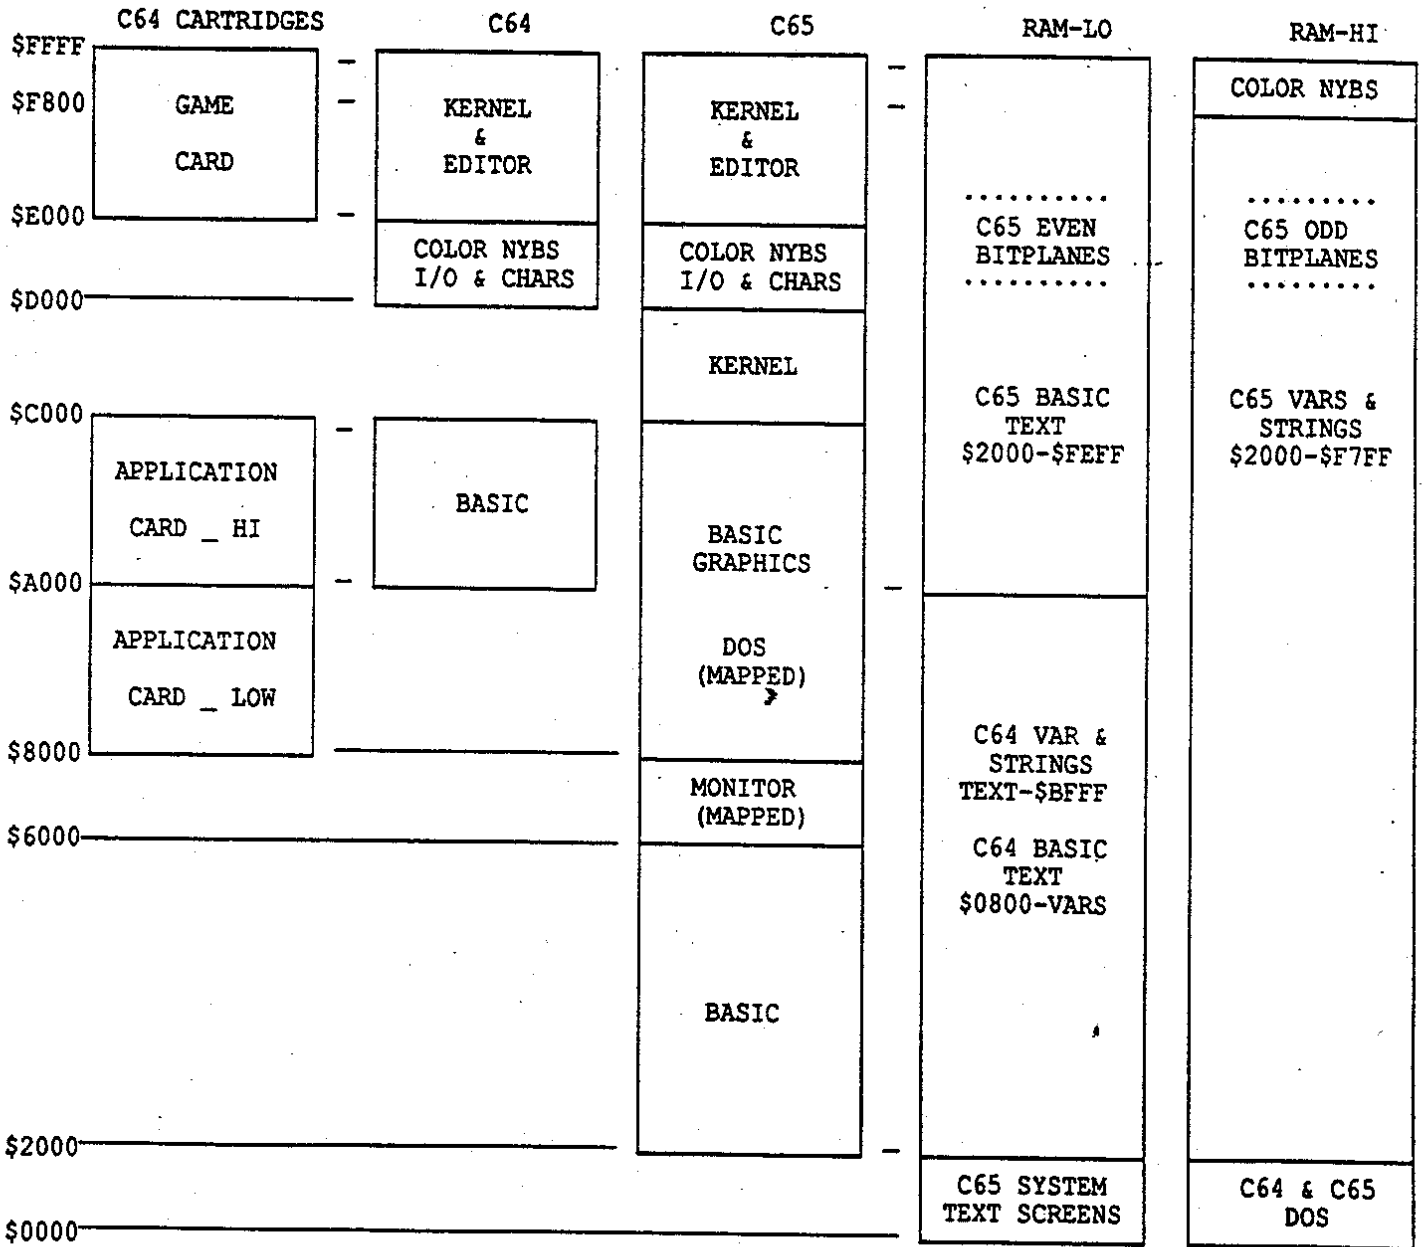 C64 CARTRIDGES
C64
C65
RAM-LO
RAM-HI
$FFFF
$F800
$E000
$D000
$C000
$A000
$8000
$6000
$2000
$0000
GAME
CARD
APPLICATION
CARD _ HI
APPLICATION
CARD _ LOW
KERNEL
&
EDITOR
COLOR NYBS
I/O & CHARS
BASIC
KERNEL
&
EDITOR
COLOR NYBS
I/O & CHARS
KERNEL
BASIC
GRAPHICS
DOS
(MAPPED)
MONITOR
(MAPPED)
BASIC
C65 EVEN
BITPLANES
C65 BASIC
TEXT
$2000-$FEFF
C64 VAR &
STRINGS
TEXT-$BFFF
C64 BASIC
TEXT
$0800-VARS
C65 SYSTEM
TEXT SCREENS
COLOR NYBS
C65 ODD
BITPLANES
C65 VARS &
STRINGS
$2000-$F7FF
C64 & C65
DOS